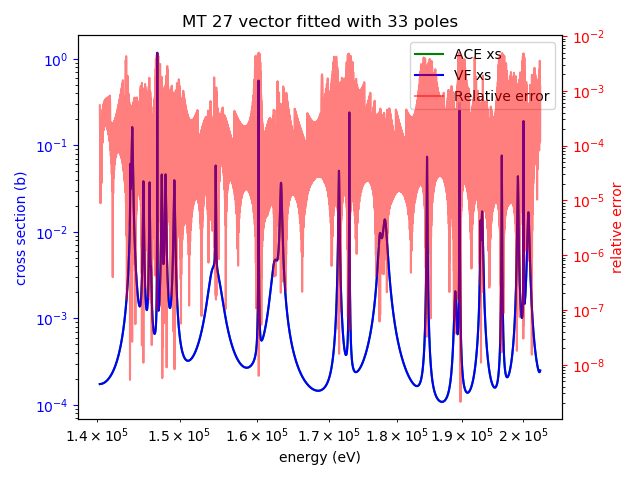 MT 27 vector fitted with 33 poles
ACE xs
VF xs
Relative error
cross section (b)
10⁰
10⁻¹
10⁻²
10⁻³
10⁻⁴
relative error
10⁻²
10⁻³
10⁻⁴
10⁻⁵
10⁻⁶
10⁻⁷
10⁻⁸
1.4 × 10⁵ 1.5 × 10⁵ 1.6 × 10⁵ 1.7 × 10⁵ 1.8 × 10⁵ 1.9 × 10⁵ 2 × 10⁵
energy (eV)